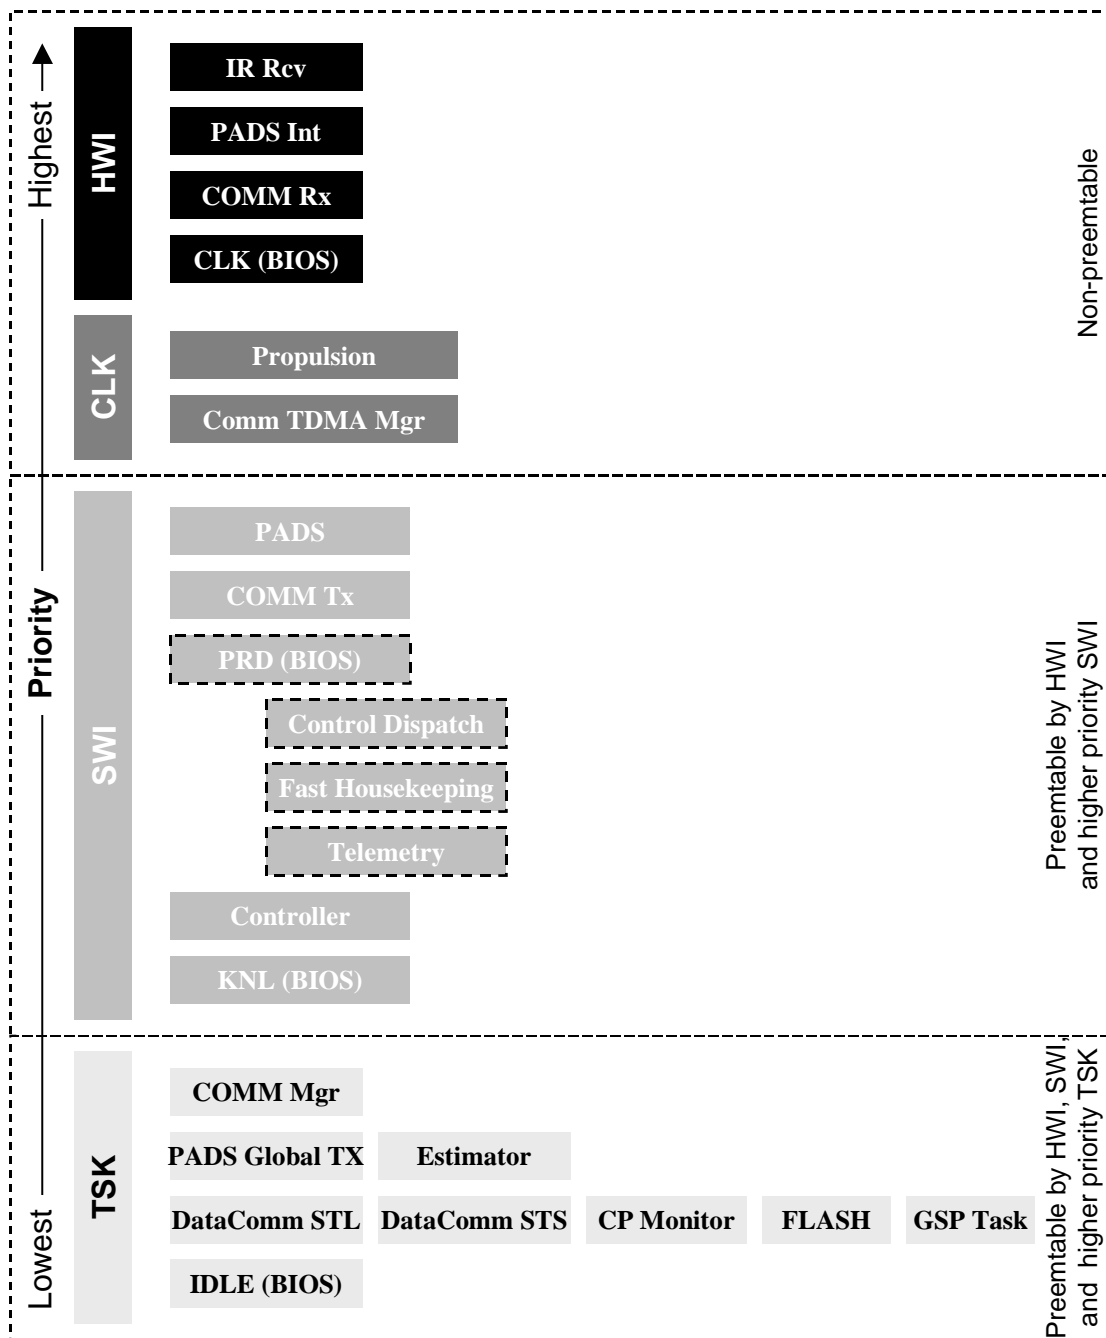 Highest
Priority
Lowest
HWI
IR Rcv
PADS Int
COMM Rx
CLK (BIOS)
CLK
Propulsion
Comm TDMA Mgr
Non-preemtable
SWI
PADS
COMM Tx
PRD (BIOS)
Control Dispatch
Fast Housekeeping
Telemetry
Controller
KNL (BIOS)
Preemtable by HWI
and higher priority SWI
TSK
COMM Mgr
PADS Global TX Estimator
DataComm STL DataComm STS CP Monitor FLASH GSP Task
IDLE (BIOS)
Preemtable by HWI, SWI,
and higher priority TSK